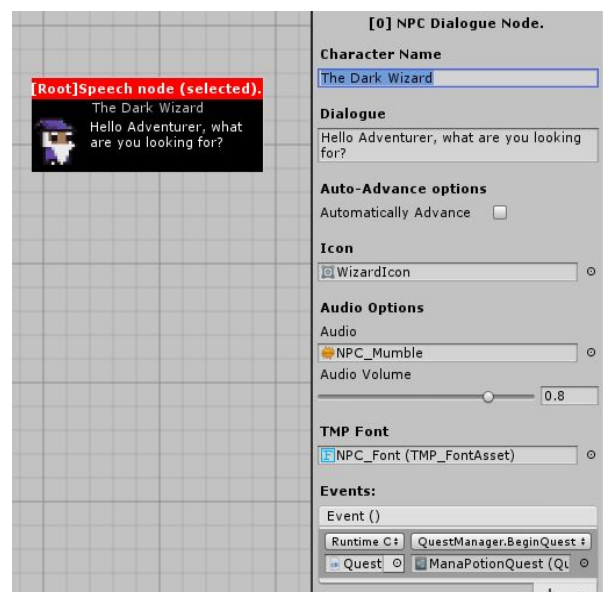 [Root]Speech node (selected).
The Dark Wizard
Hello Adventurer, what
are you looking for?
[0] NPC Dialogue Node.
Character Name
The Dark Wizard
Dialogue
Hello Adventurer, what are you looking
for?
Auto-Advance options
Automatically Advance
Icon
WizardIcon
Audio Options
Audio
NPC_Mumble
Audio Volume
0.8
TMP Font
F NPC_Font (TMP_FontAsset)
Events:
Event ()
Runtime C QuestManager.BeginQuest
Quest ManaPotionQuest (Qu